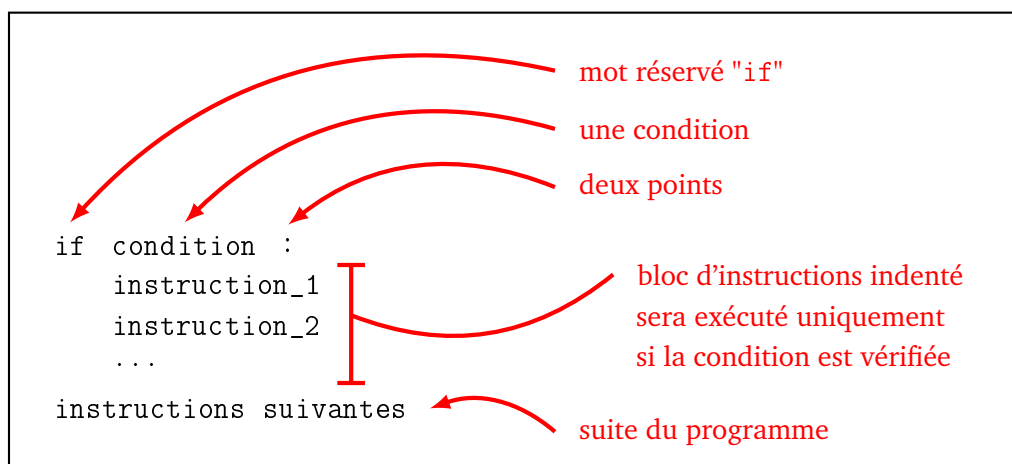 mot réservé "if"
une condition
deux points
if condition :
instruction_1
instruction_2
...
instructions suivantes
bloc d'instructions indenté
sera exécuté uniquement
si la condition est vérifiée
suite du programme